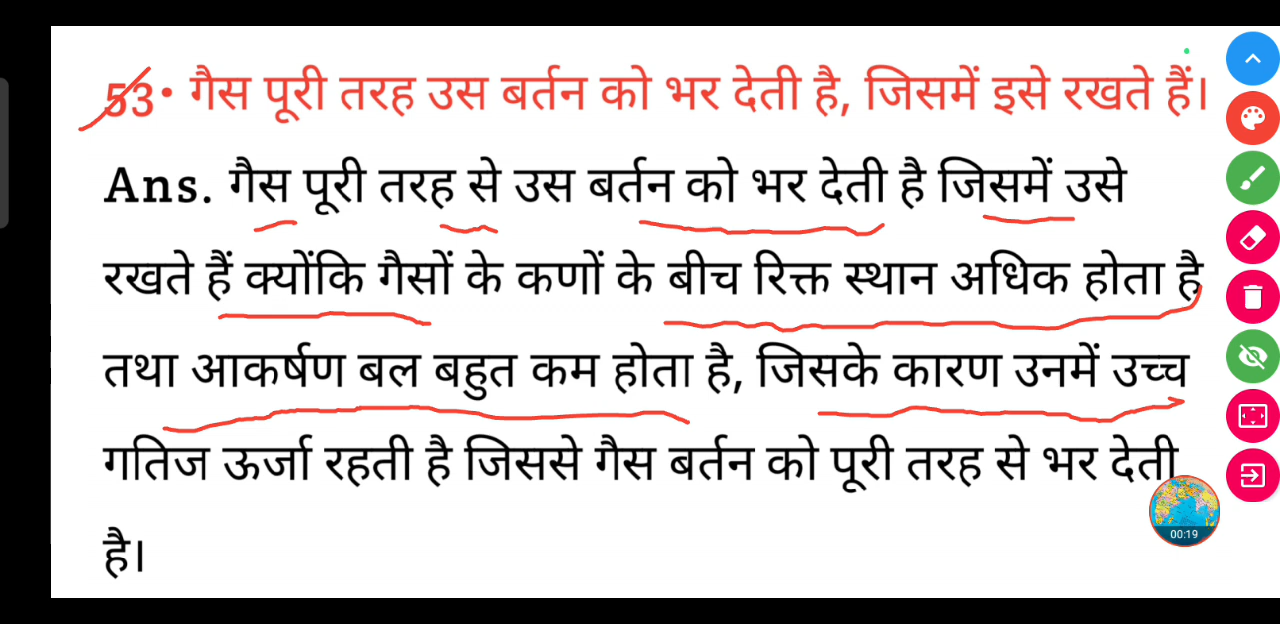 53• गैस पूरी तरह उस बर्तन को भर देती है, जिसमें इसे रखते हैं।
Ans. गैस पूरी तरह से उस बर्तन को भर देती है जिसमें उसे
रखते हैं क्योंकि गैसों के कणों के बीच रिक्त स्थान अधिक होता है
तथा आकर्षण बल बहुत कम होता है, जिसके कारण उनमें उच्च
गतिज ऊर्जा रहती है जिससे गैस बर्तन को पूरी तरह से भर देती
है।
00:19